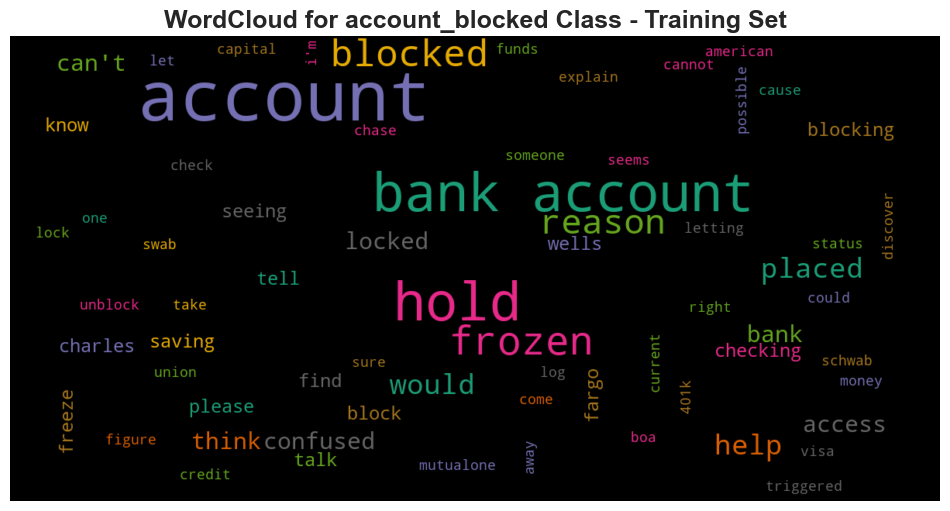 WordCloud for account_blocked Class - Training Set
capital
i'm
blocked
funds
american
can't
let
cannot
explain
account
possible
cause
know
chase
blocking
someone
seems
check
bank account
discover
seeing
one
reason
letting
lock
swab
locked
wells
status
tell
placed
hold
could
unblock
take
right
frozen
bank
charles
saving
checking
current
sure
schwab
union
find
would
log
fargo
401k
money
freeze
please
block
come
access
figure
think
confused
boa
help
visa
talk
mutualone
away
credit
triggered